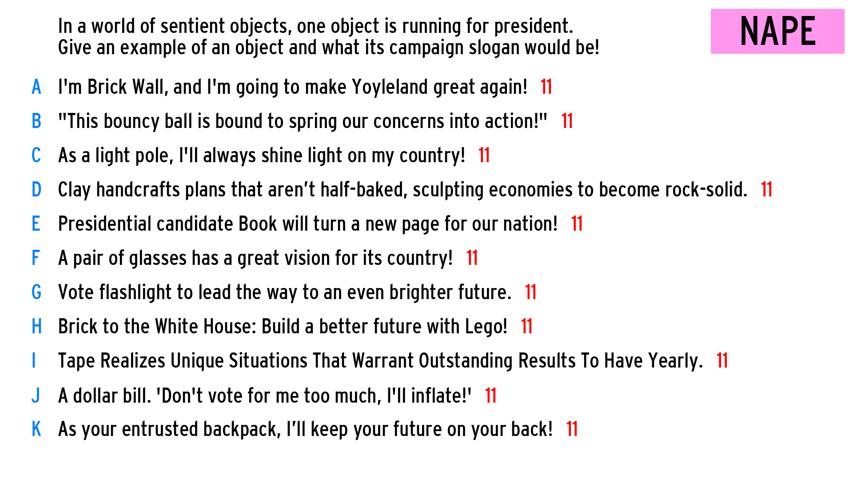 In a world of sentient objects, one object is running for president.
Give an example of an object and what its campaign slogan would be!
NAPE
A I'm Brick Wall, and I'm going to make Yoyleland great again! 11
B "This bouncy ball is bound to spring our concerns into action!" 11
C As a light pole, I'll always shine light on my country! 11
D Clay handcrafts plans that aren’t half-baked, sculpting economies to become rock-solid. 11
E Presidential candidate Book will turn a new page for our nation! 11
F A pair of glasses has a great vision for its country! 11
G Vote flashlight to lead the way to an even brighter future. 11
H Brick to the White House: Build a better future with Lego! 11
I Tape Realizes Unique Situations That Warrant Outstanding Results To Have Yearly. 11
J A dollar bill. 'Don't vote for me too much, I'll inflate!' 11
K As your entrusted backpack, I’ll keep your future on your back! 11